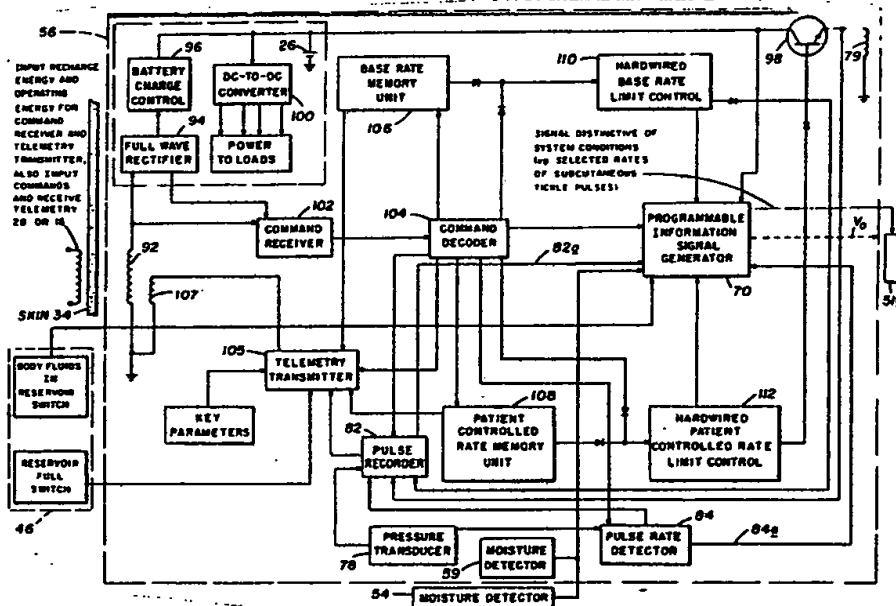 56
96
BATTERY
CHARGE
CONTROL
26
DC-TO-DC
CONVERTER
100
94
FULL WAVE
RECTIFIER
POWER
TO LOADS
INPUT RECHARGE
ENERGY AND
OPERATING
ENERGY FOR
COMMAND
RECEIVER AND
TELEMETRY
TRANSMITTER,
ALSO INPUT
COMMANDS
AND RECEIVE
TELEMETRY
28 OR 12
SKIN 34
BASE RATE
MEMORY
UNIT
106
110
HARDWIRED
BASE RATE
LIMIT CONTROL
98
79
SIGNAL DISTINCTIVE OF
SYSTEM CONDITIONS
SELECTED RATES
OF SUBCUTANEOUS
TICKLE PULSES)
102
COMMAND
RECEIVER
104
COMMAND
DECODER
82a
PROGRAMMABLE
INFORMATION
SIGNAL
GENERATOR
70
92
107
105
TELEMETRY
TRANSMITTER
KEY
PARAMETERS
BODY FLUIDS
IN
RESERVOIR
SWITCH
RESERVOIR
FULL
SWITCH
46
82
PULSE
RECORDER
108
PATIENT
CONTROLLED
RATE MEMORY
UNIT
112
HARDWIRED
PATIENT
CONTROLLED RATE
LIMIT CONTROL
PRESSURE
TRANSDUCER
78
MOISTURE
DETECTOR
59
84
PULSE RATE
DETECTOR
84a
54
MOISTURE DETECTOR